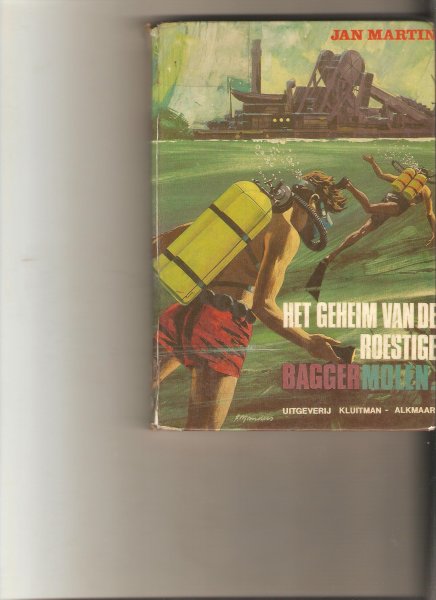 JAN MARTIN
HET GEHEIM VAN DE
ROESTIGE
BAGGERMOLEN
UITGEVERIJ KLUITMAN - ALKMAAR